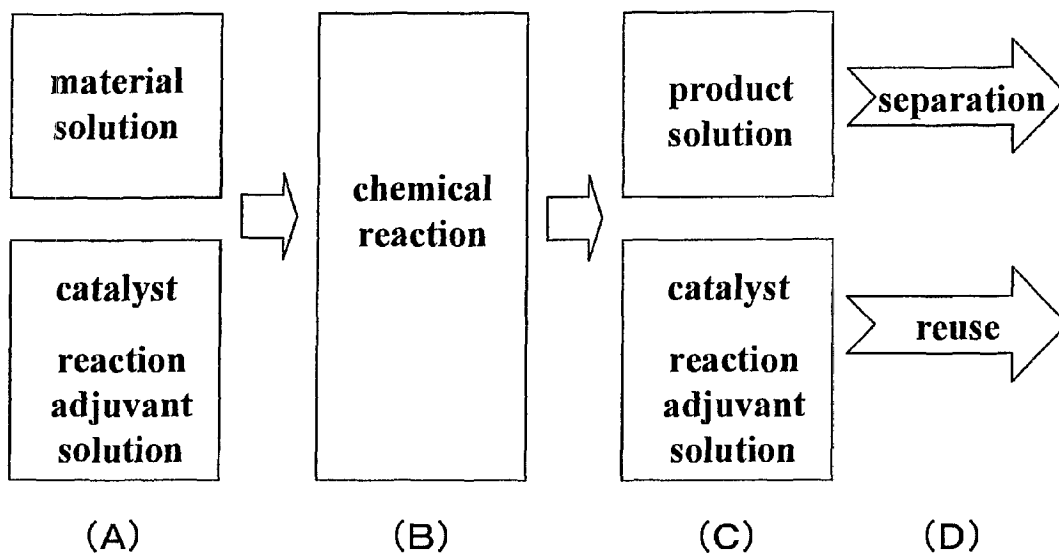 material
solution
catalyst
reaction
adjuvant
solution
chemical
reaction
product
solution
catalyst
reaction
adjuvant
solution
separation
reuse
(A)
(B)
(C)
(D)